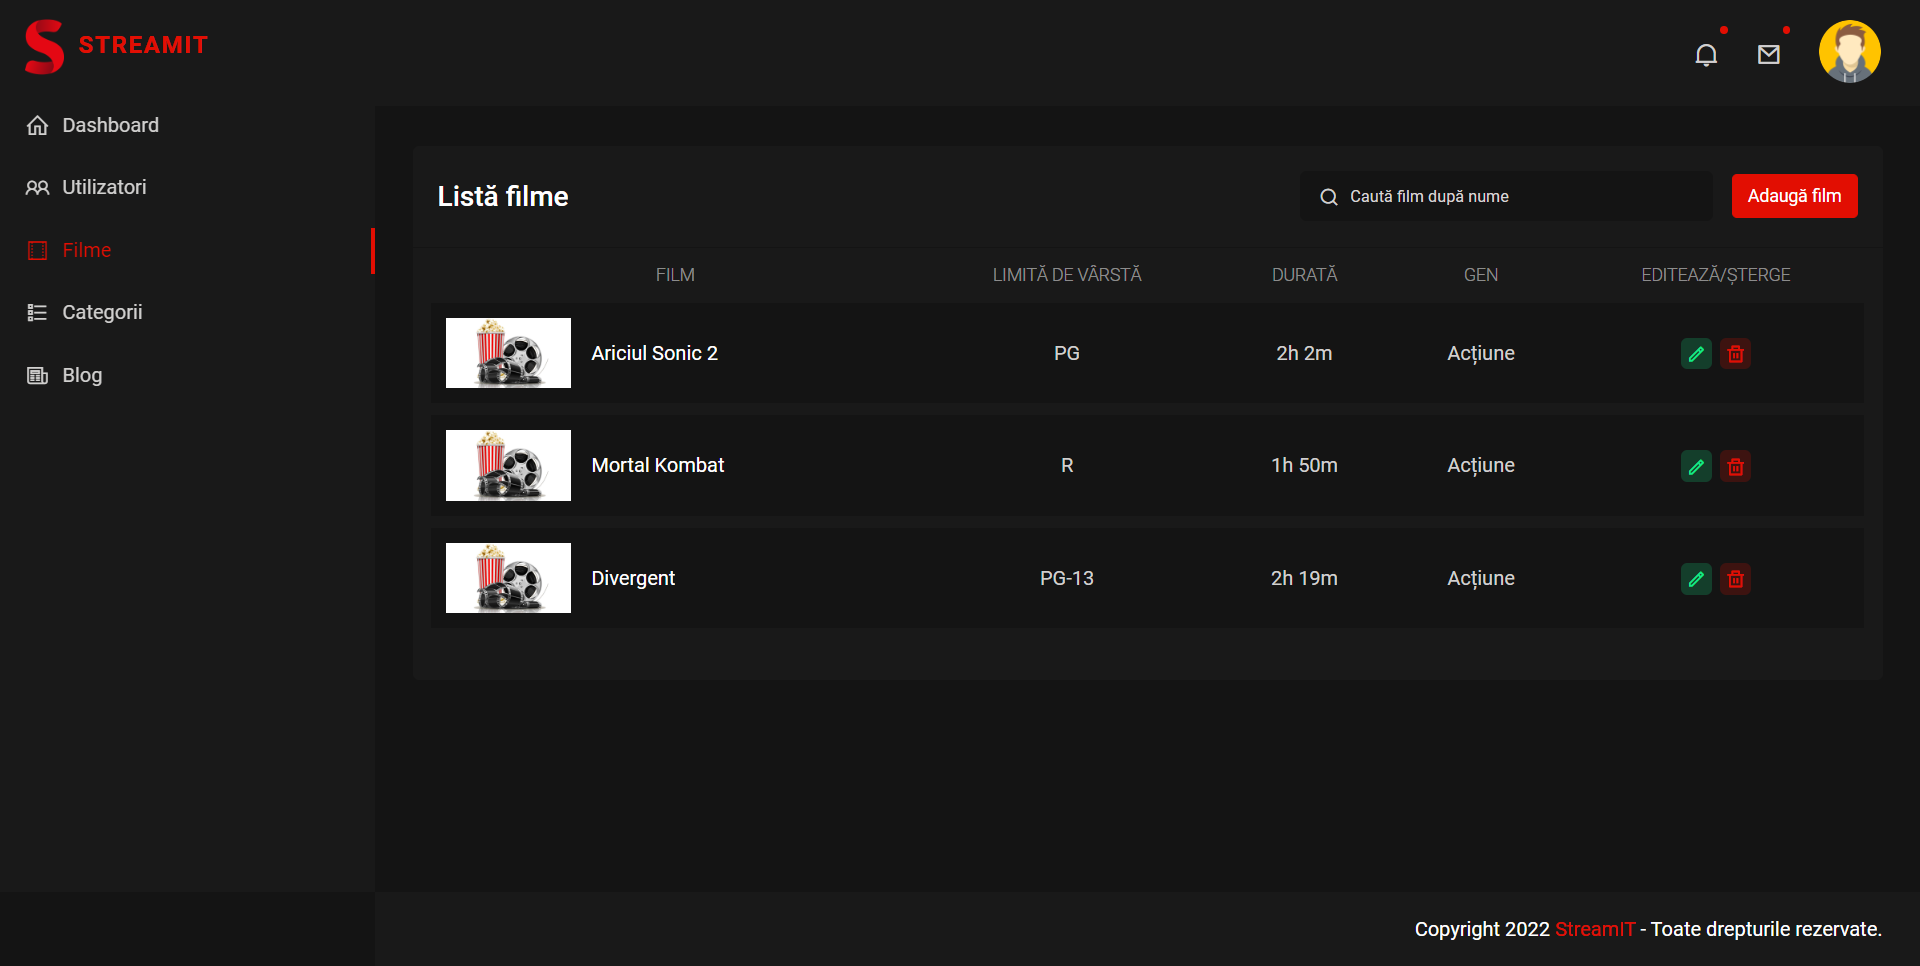 STREAMIT
Dashboard
Utilizatori
Filme
Categorii
Blog
Listă filme
Caută film după nume
Adaugă film
FILM LIMITĂ DE VÂRSTĂ DURATĂ GEN EDITEAZĂ/ȘTERGE
Ariciul Sonic 2 PG 2h 2m Acțiune
Mortal Kombat R 1h 50m Acțiune
Divergent PG-13 2h 19m Acțiune
Copyright 2022 StreamIT - Toate drepturile rezervate.